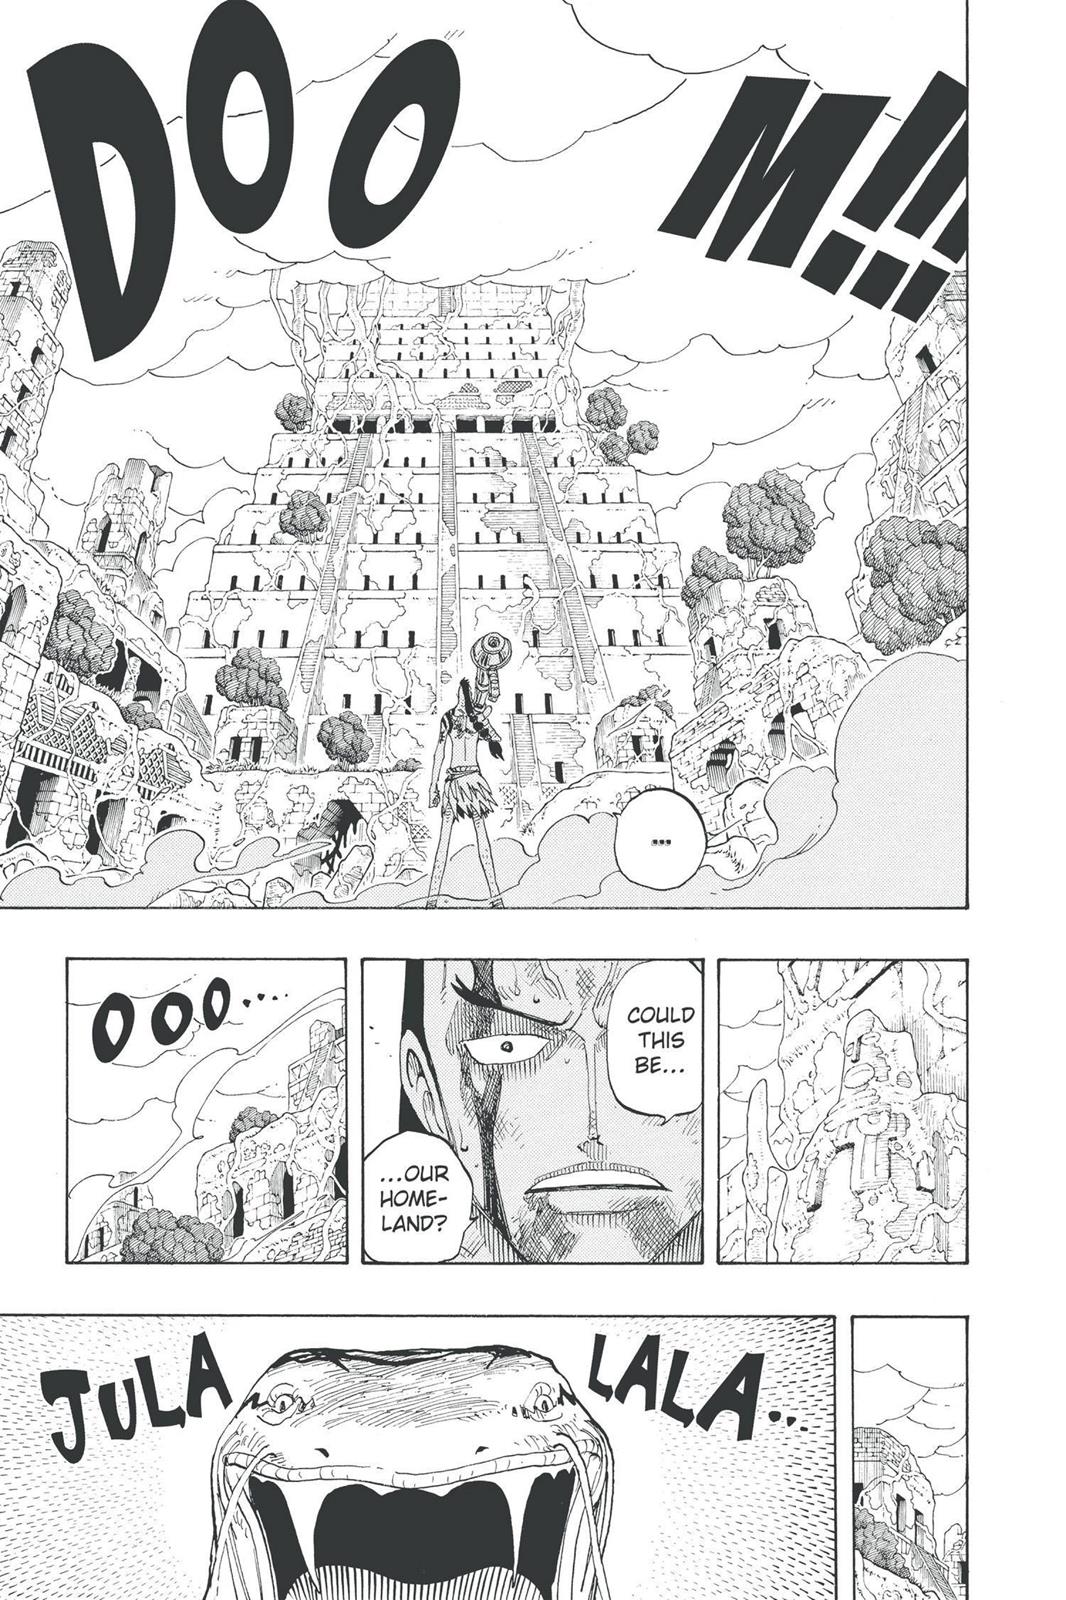 DOOM!!!
...
COULD
THIS
BE...
...OUR
HOME-
LAND?
OOO....
JULA
LALA...